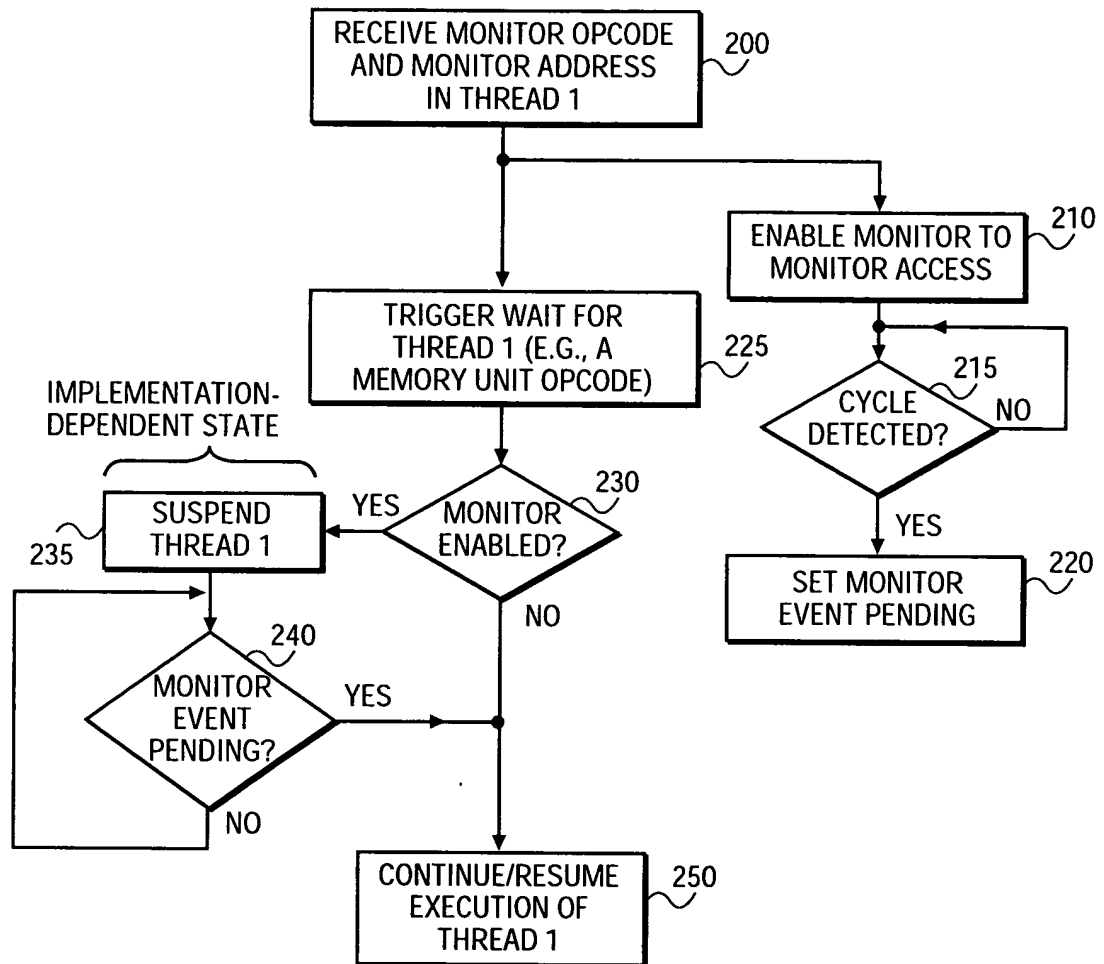 RECEIVE MONITOR OPCODE
AND MONITOR ADDRESS
IN THREAD 1
200
ENABLE MONITOR TO
MONITOR ACCESS
210
TRIGGER WAIT FOR
THREAD 1 (E.G., A
MEMORY UNIT OPCODE)
225
CYCLE
DETECTED?
215
NO
YES
IMPLEMENTATION-
DEPENDENT STATE
SUSPEND
THREAD 1
235
YES
MONITOR
ENABLED?
230
NO
SET MONITOR
EVENT PENDING
220
MONITOR
EVENT
PENDING?
240
YES
NO
CONTINUE/RESUME
EXECUTION OF
THREAD 1
250